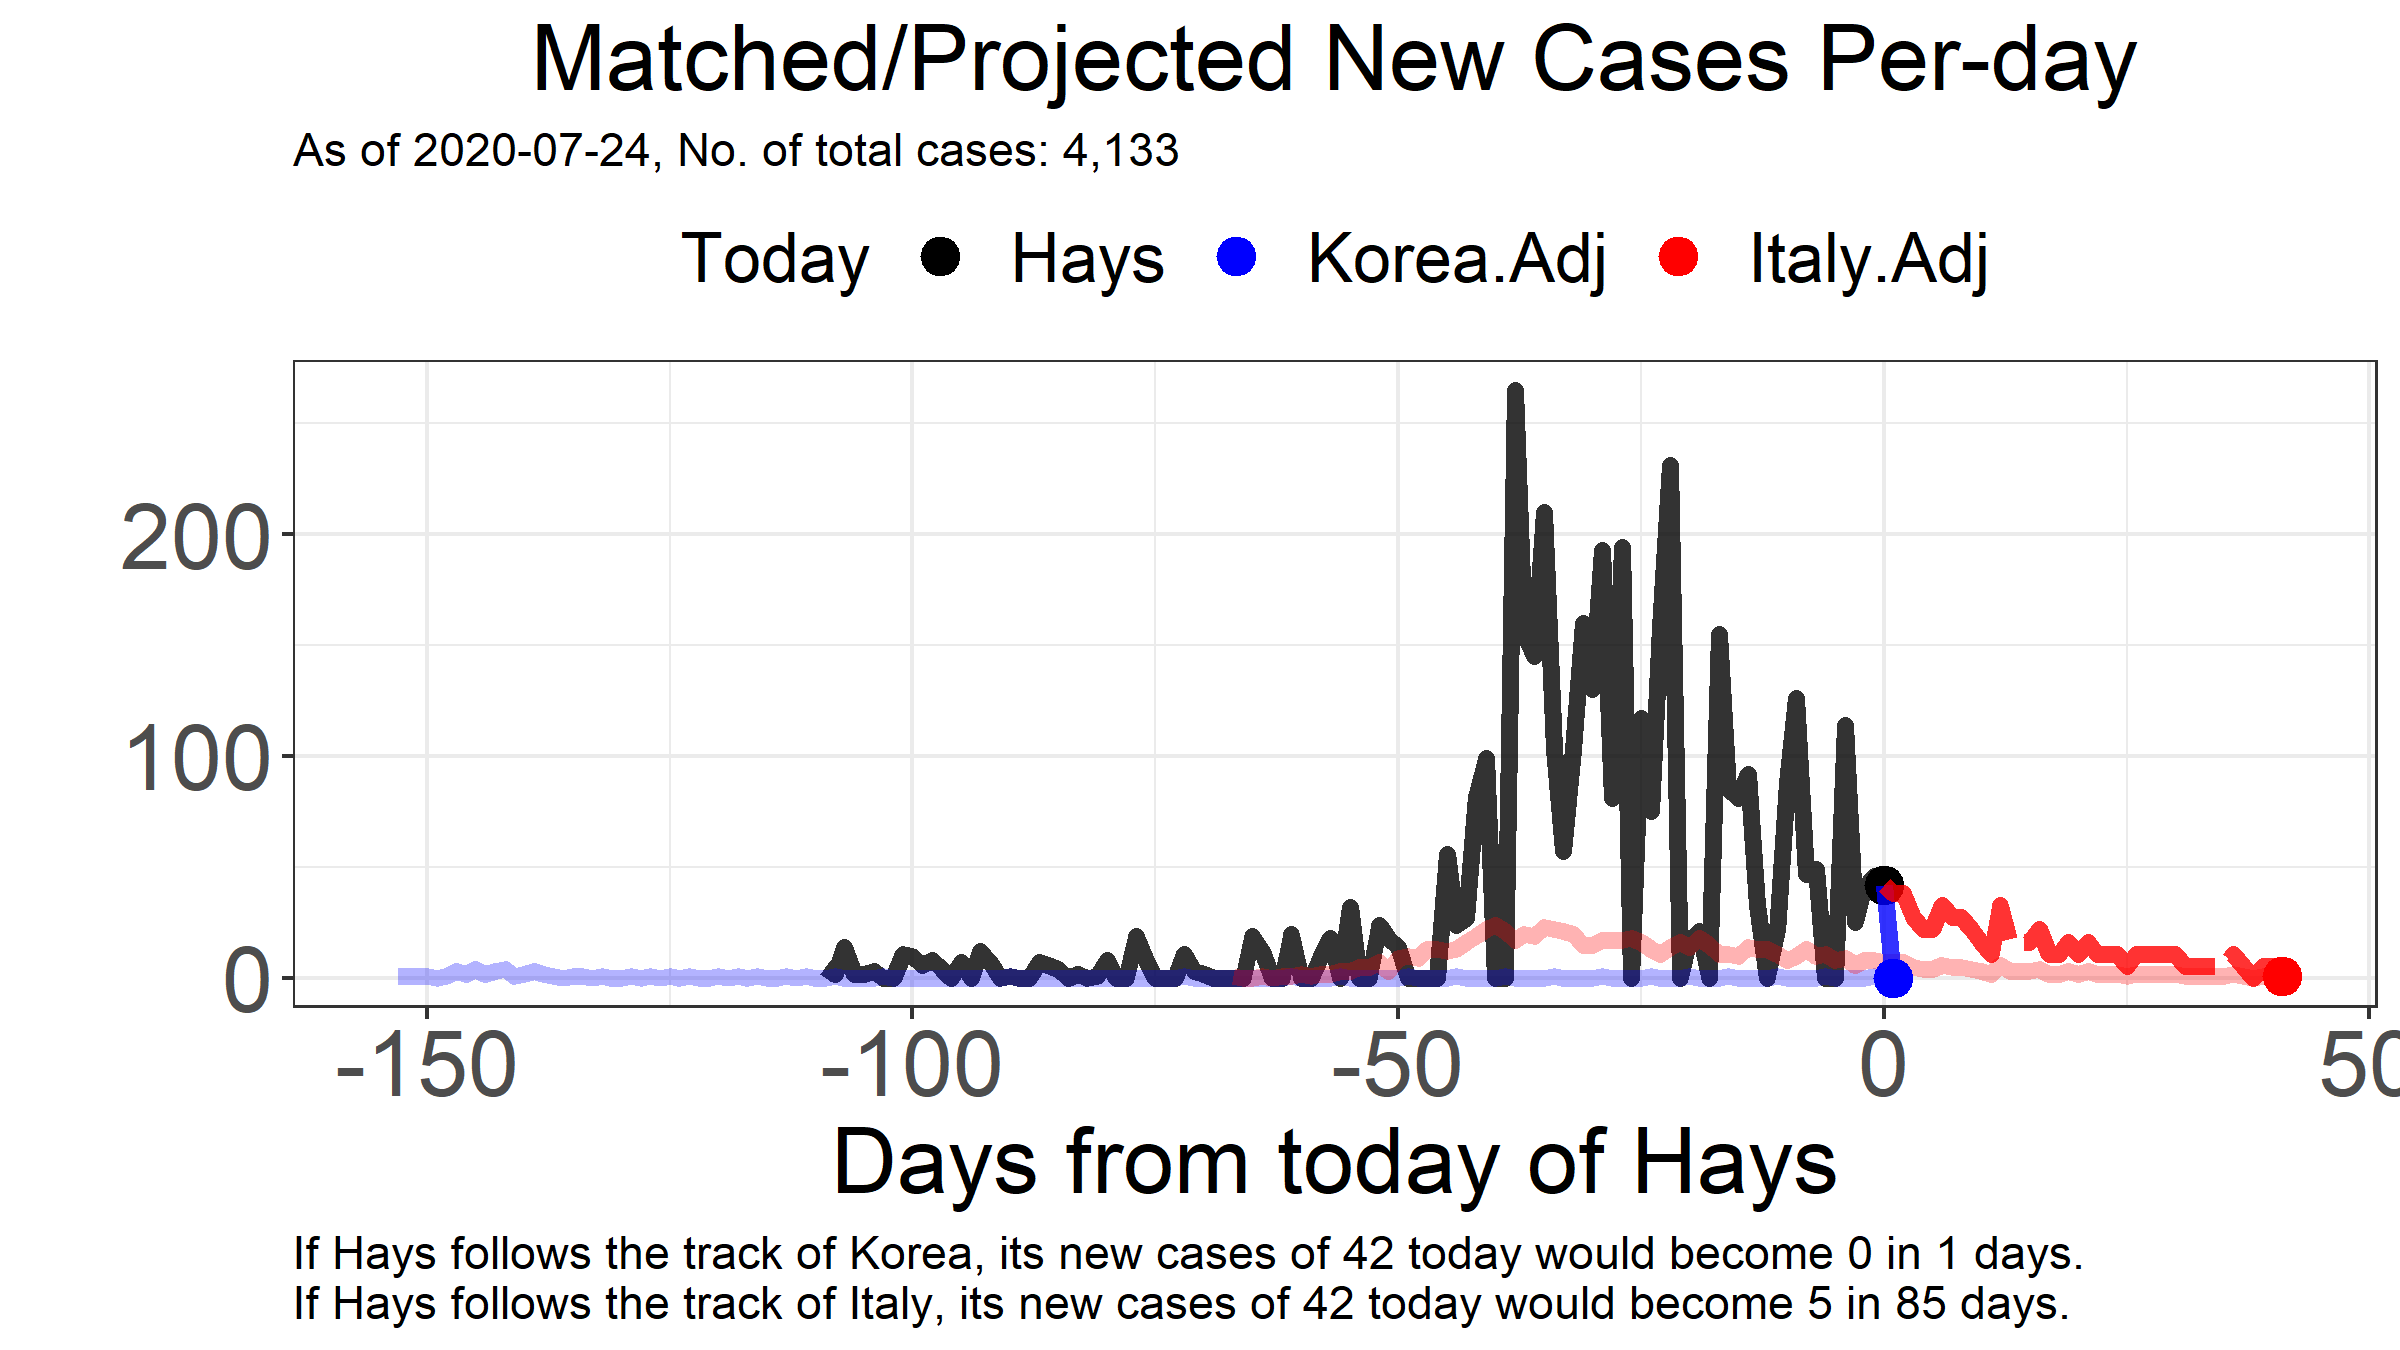 Matched/Projected New Cases Per-day
As of 2020-07-24, No. of total cases: 4,133
Today Hays Korea.Adj Italy.Adj
200
100
0
-150 -100 -50 0 50
Days from today of Hays
If Hays follows the track of Korea, its new cases of 42 today would become 0 in 1 days.
If Hays follows the track of Italy, its new cases of 42 today would become 5 in 85 days.